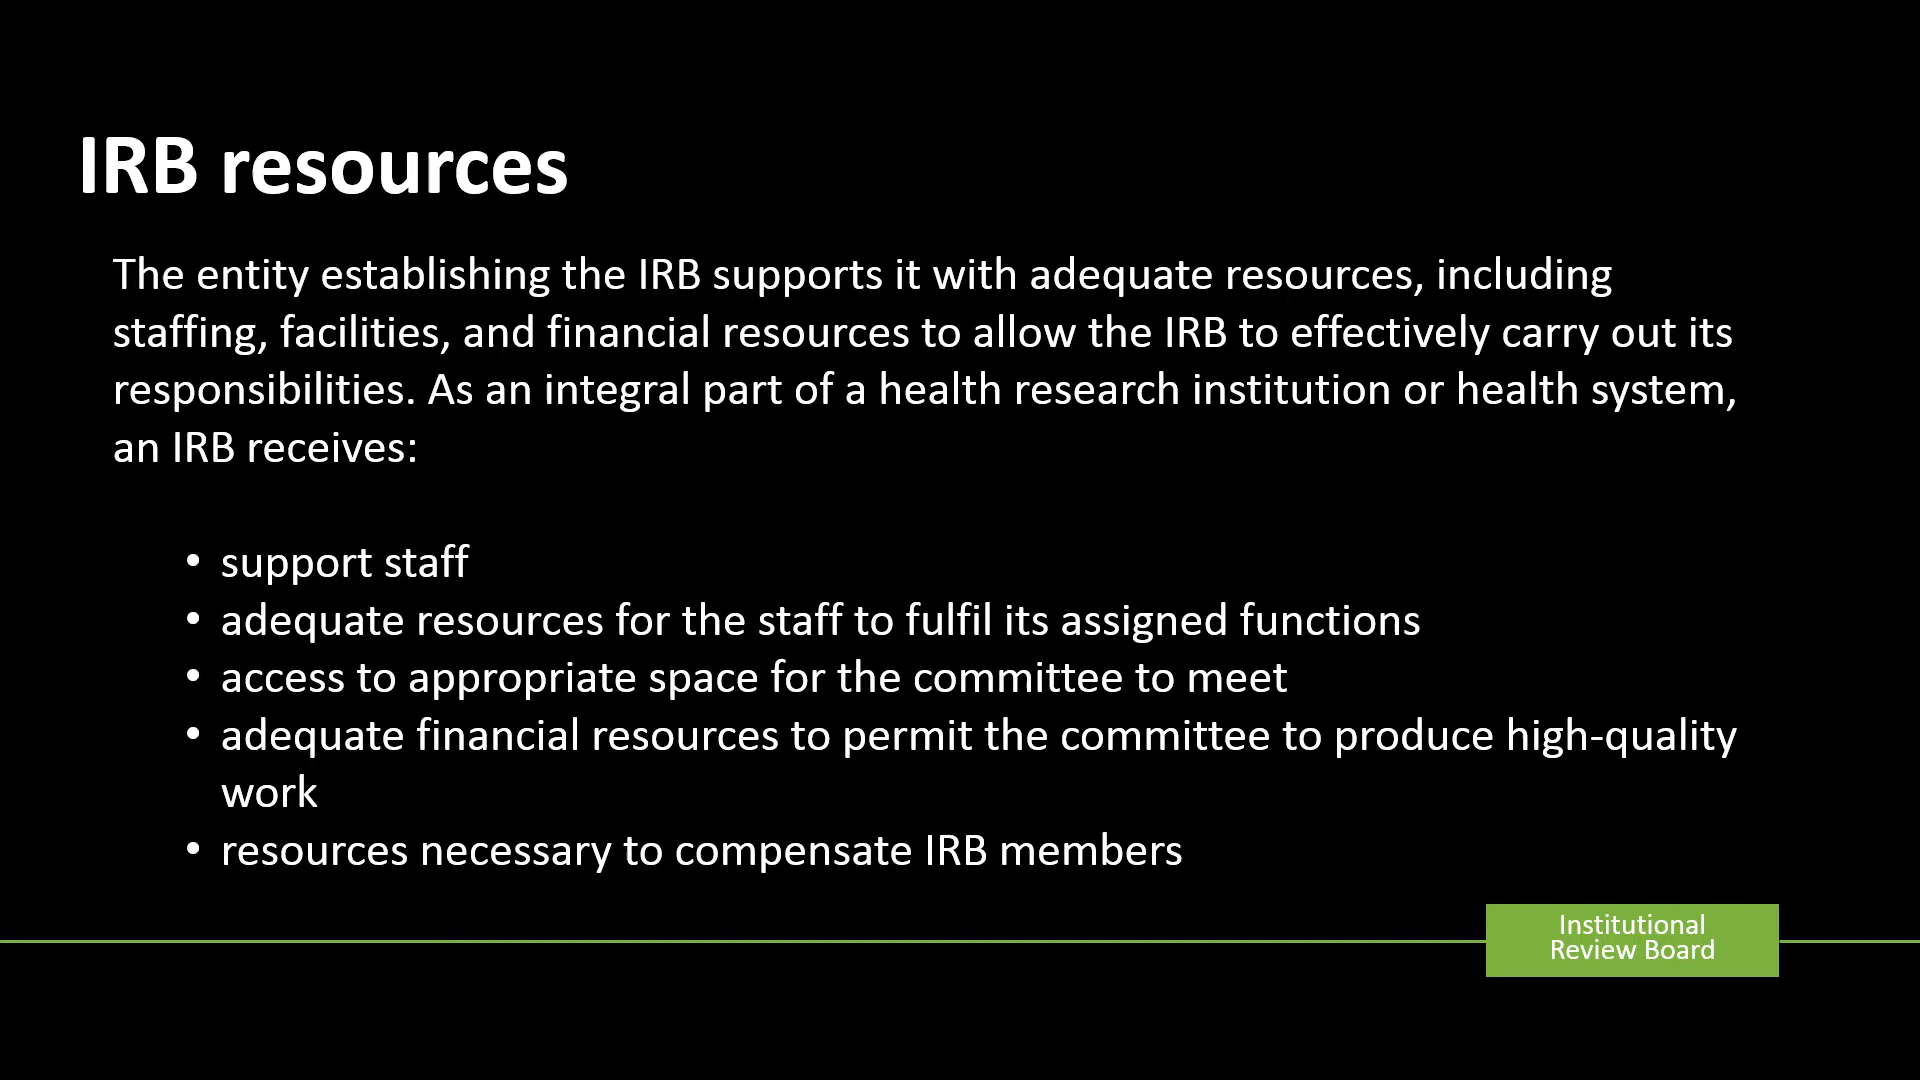 IRB resources
The entity establishing the IRB supports it with adequate resources, including
staffing, facilities, and financial resources to allow the IRB to effectively carry out its
responsibilities. As an integral part of a health research institution or health system,
an IRB receives:
• support staff
• adequate resources for the staff to fulfil its assigned functions
• access to appropriate space for the committee to meet
• adequate financial resources to permit the committee to produce high-quality
work
• resources necessary to compensate IRB members
Institutional
Review Board